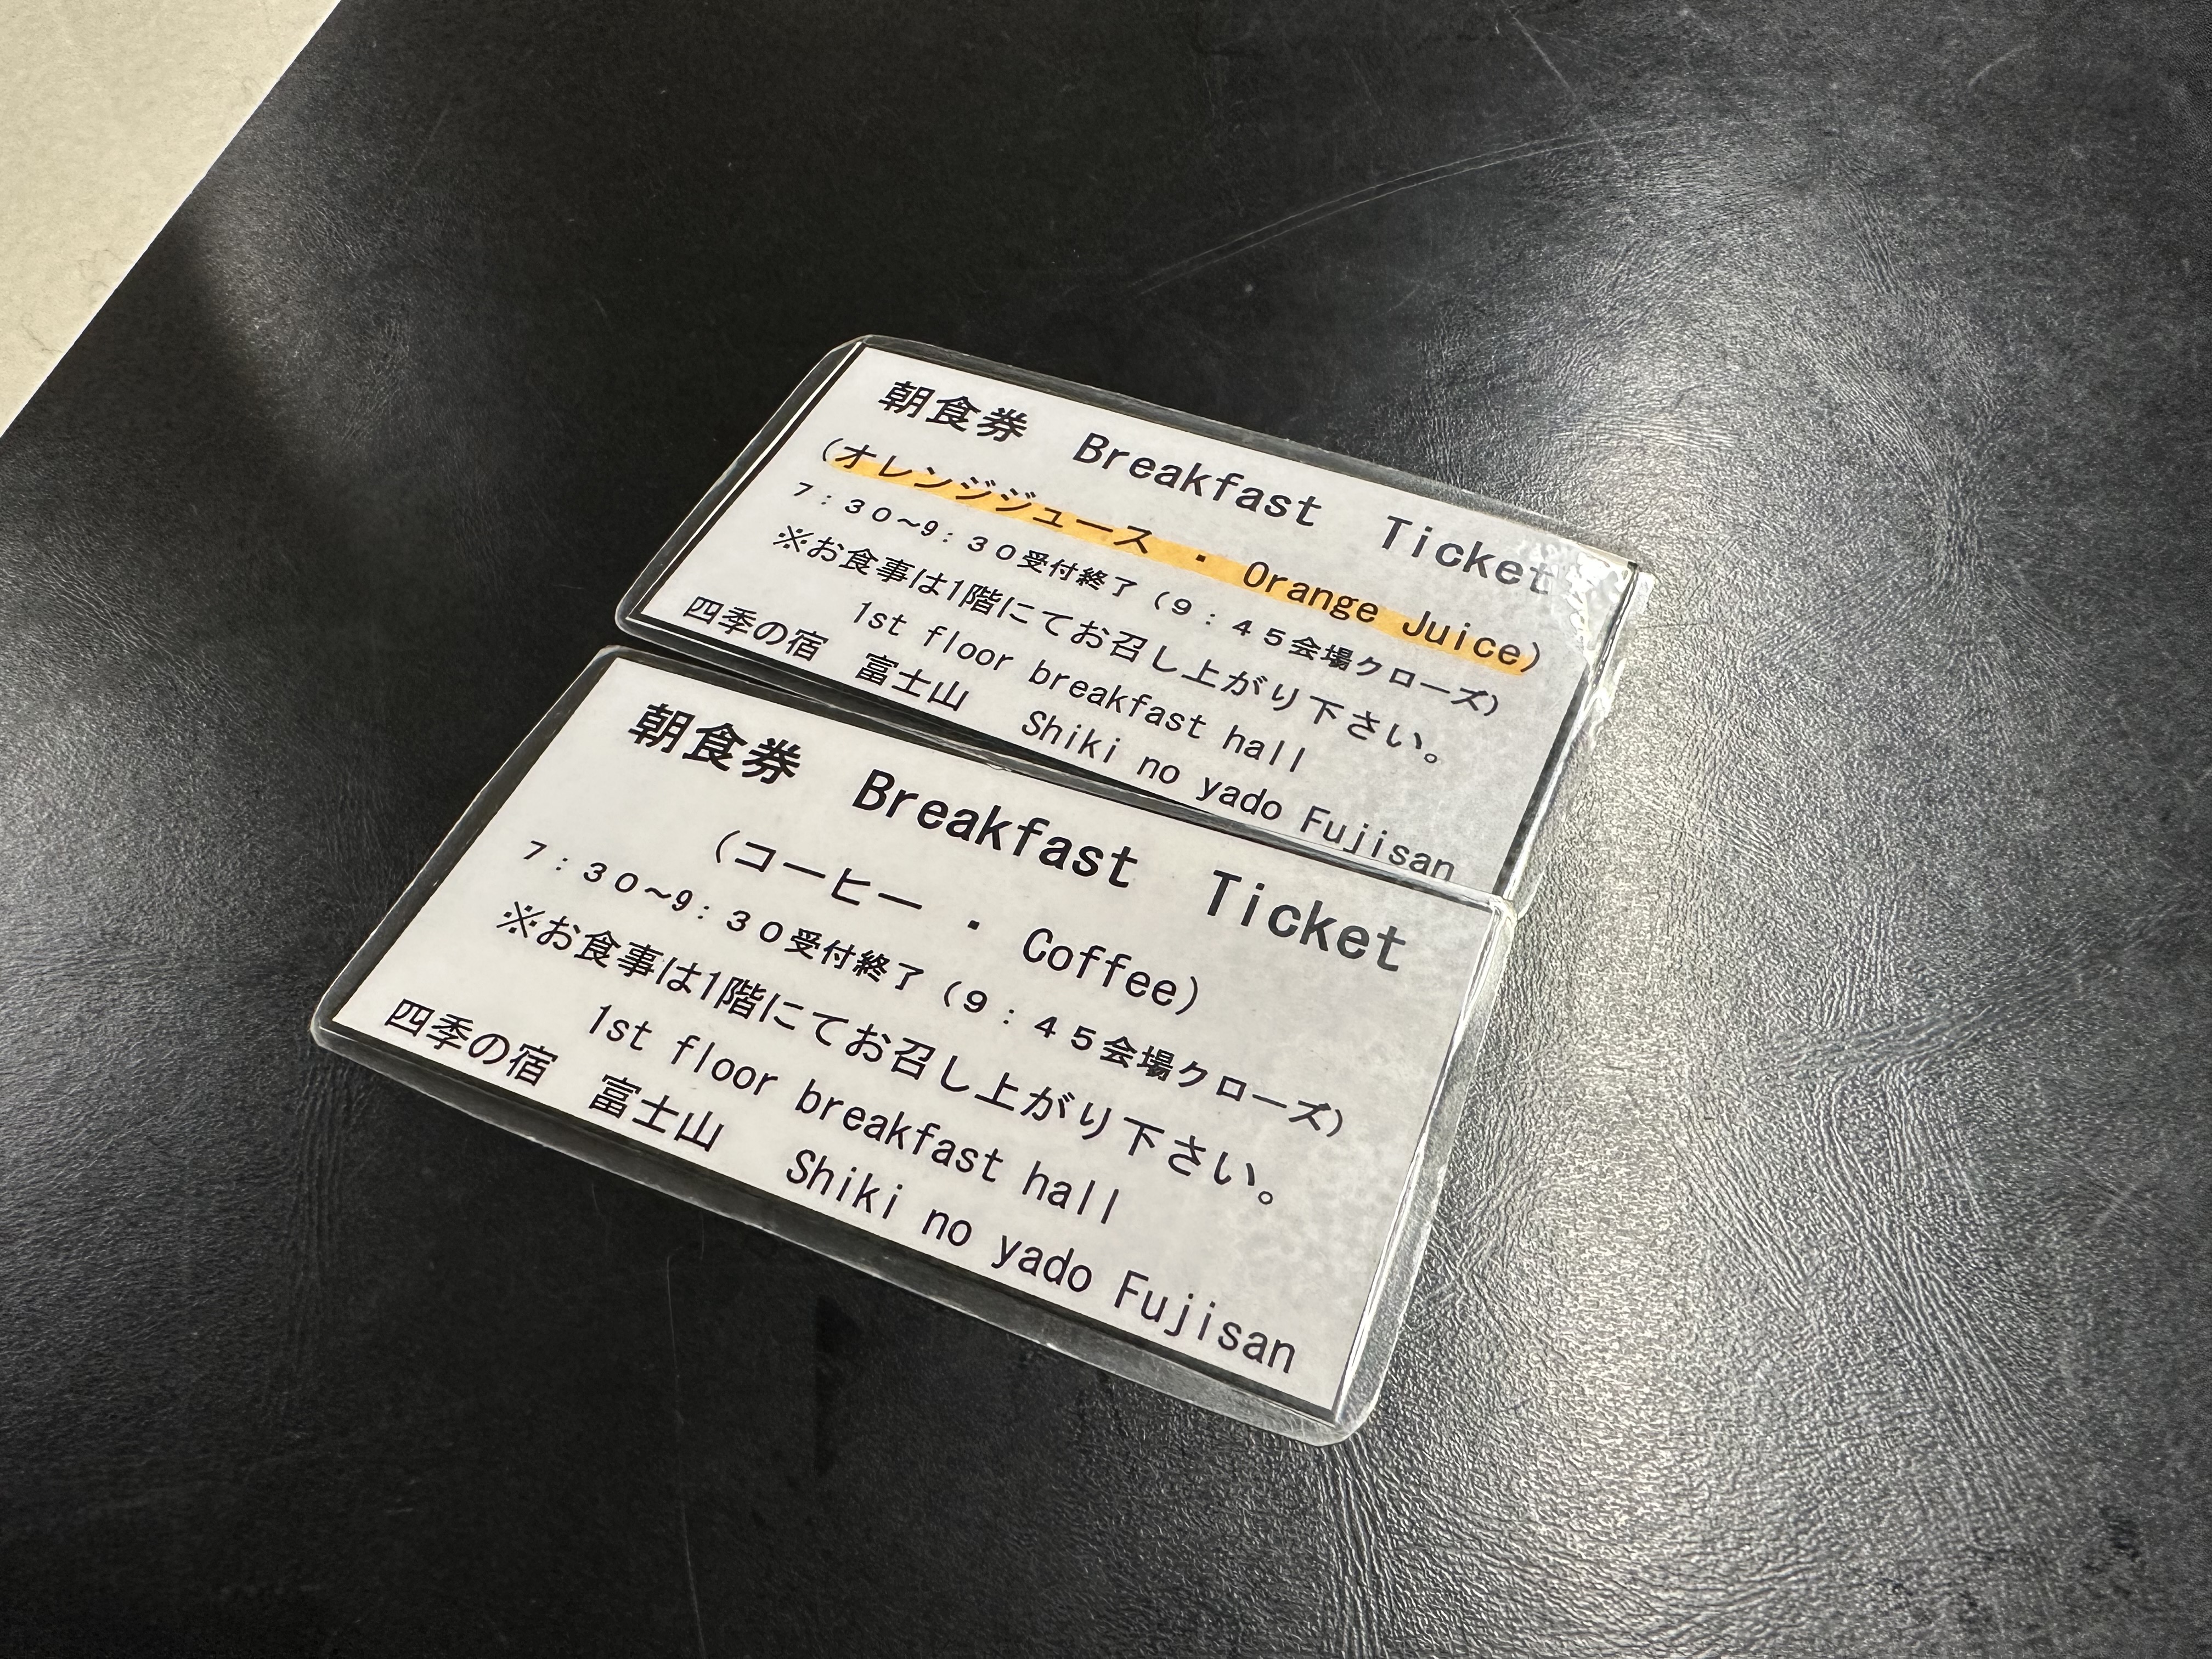 朝食券　Breakfast　Ticket
（オレンジジュース ・ Orange Juice）
７：３０～９：３０受付終了（９：４５会場クローズ）
※お食事は1階にてお召し上がり下さい。
1st floor breakfast hall
四季の宿　富士山　Shiki no yado Fujisan
朝食券　Breakfast　Ticket
（コーヒー ・ Coffee）
７：３０～９：３０受付終了（９：４５会場クローズ）
※お食事は1階にてお召し上がり下さい。
1st floor breakfast hall
四季の宿　富士山　Shiki no yado Fujisan